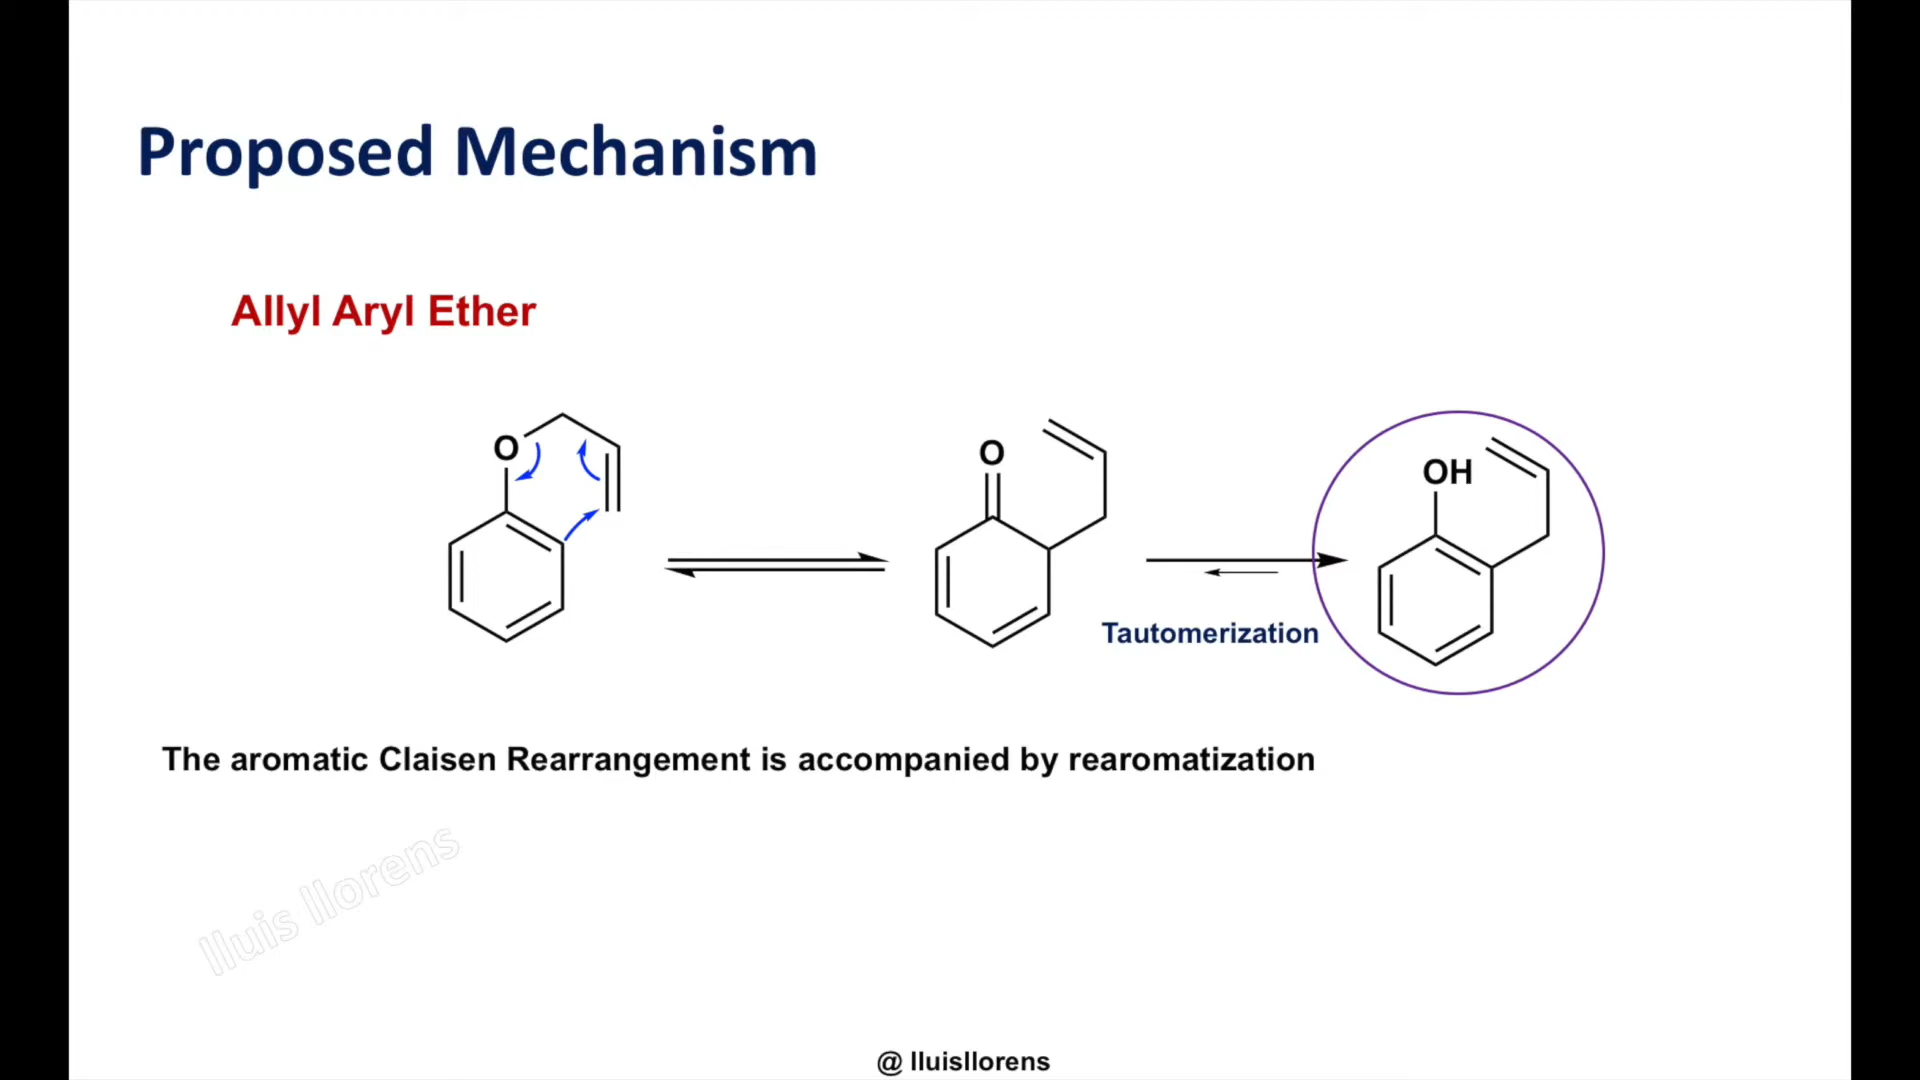 Proposed Mechanism
Allyl Aryl Ether
O
O
OH
Tautomerization
The aromatic Claisen Rearrangement is accompanied by rearomatization
lluis llorens
@ lluisllorens